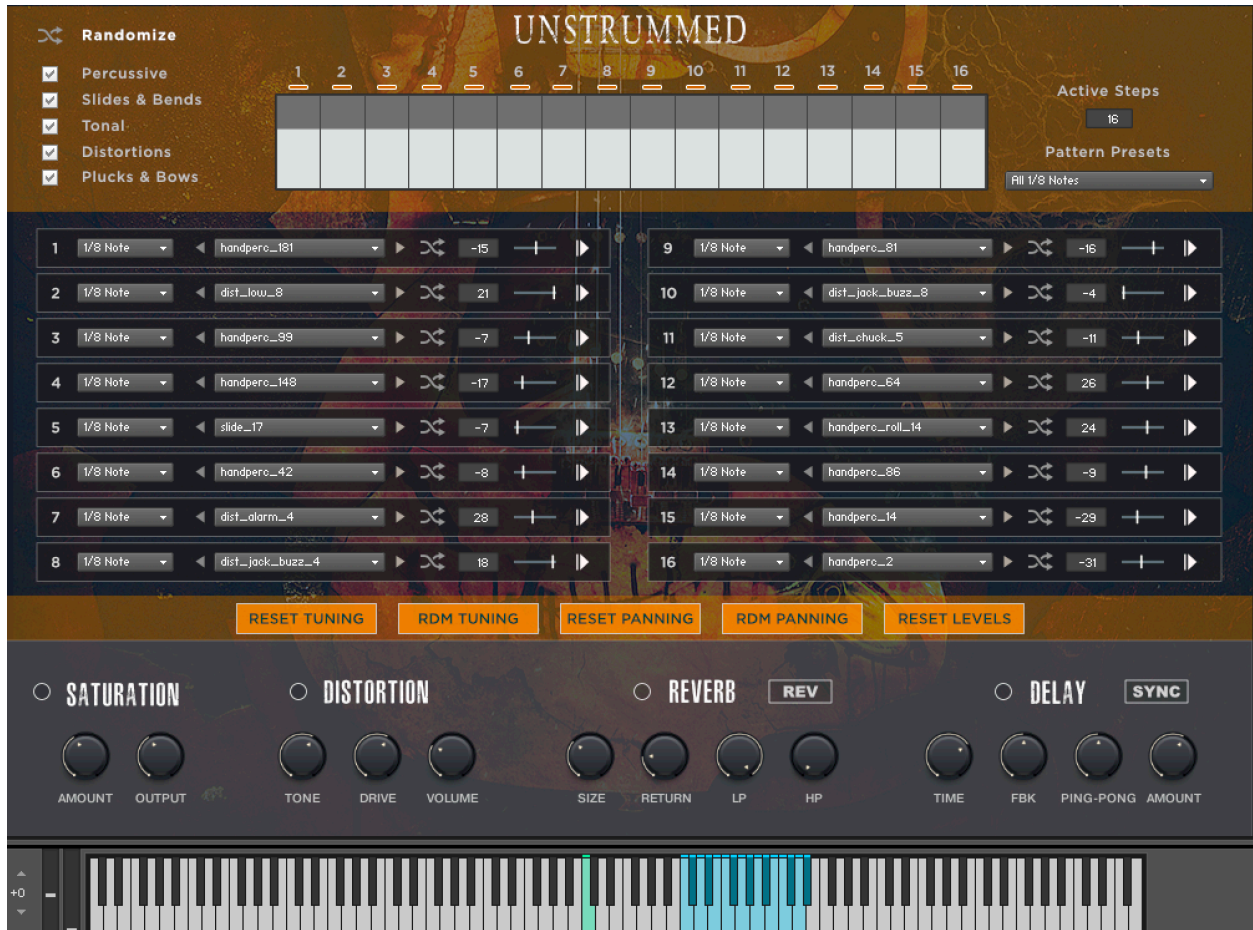 UNSTRUMMED
Randomize
Percussive
Slides & Bends
Tonal
Distortions
Plucks & Bows
1 2 3 4 5 6 7 8 9 10 11 12 13 14 15 16
Active Steps
16
Pattern Presets
All 1/8 Notes
1 1/8 Note handperc_181 -15
2 1/8 Note dist_low_8 21
3 1/8 Note handperc_99 -7
4 1/8 Note handperc_148 -17
5 1/8 Note slide_17 -7
6 1/8 Note handperc_42 -8
7 1/8 Note dist_alarm_4 28
8 1/8 Note dist_jack_buzz_4 18
9 1/8 Note handperc_81 -16
10 1/8 Note dist_jack_buzz_8 -4
11 1/8 Note dist_chuck_5 -11
12 1/8 Note handperc_64 26
13 1/8 Note handperc_roll_14 24
14 1/8 Note handperc_86 -9
15 1/8 Note handperc_14 -29
16 1/8 Note handperc_2 -31
RESET TUNING RDM TUNING RESET PANNING RDM PANNING RESET LEVELS
SATURATION
AMOUNT OUTPUT
DISTORTION
TONE DRIVE VOLUME
REVERB REV
SIZE RETURN LP HP
DELAY SYNC
TIME FBK PING-PONG AMOUNT
+0